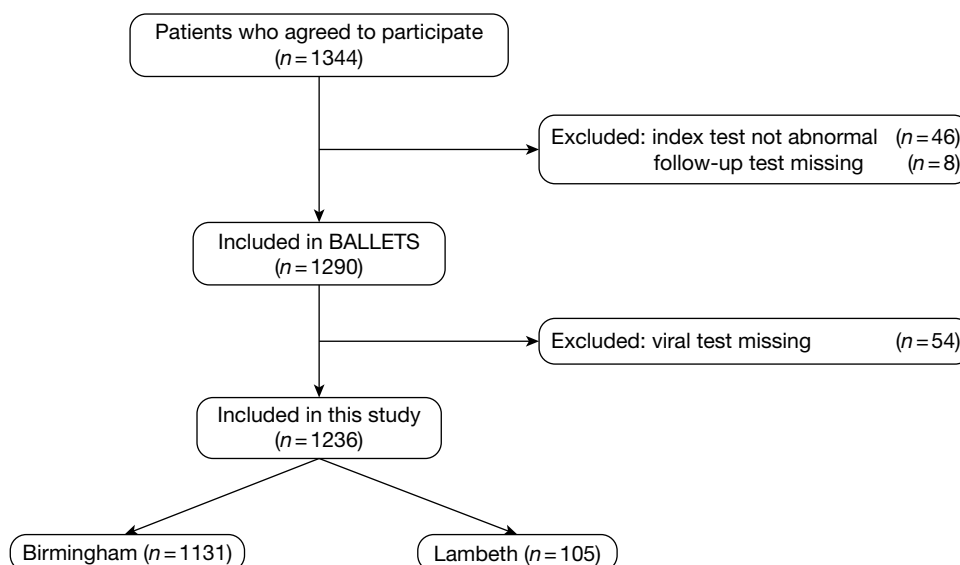 Patients who agreed to participate
(n=1344)
Excluded: index test not abnormal (n=46)
follow-up test missing (n=8)
Included in BALLETS
(n=1290)
Excluded: viral test missing (n=54)
Included in this study
(n=1236)
Birmingham (n=1131)
Lambeth (n=105)